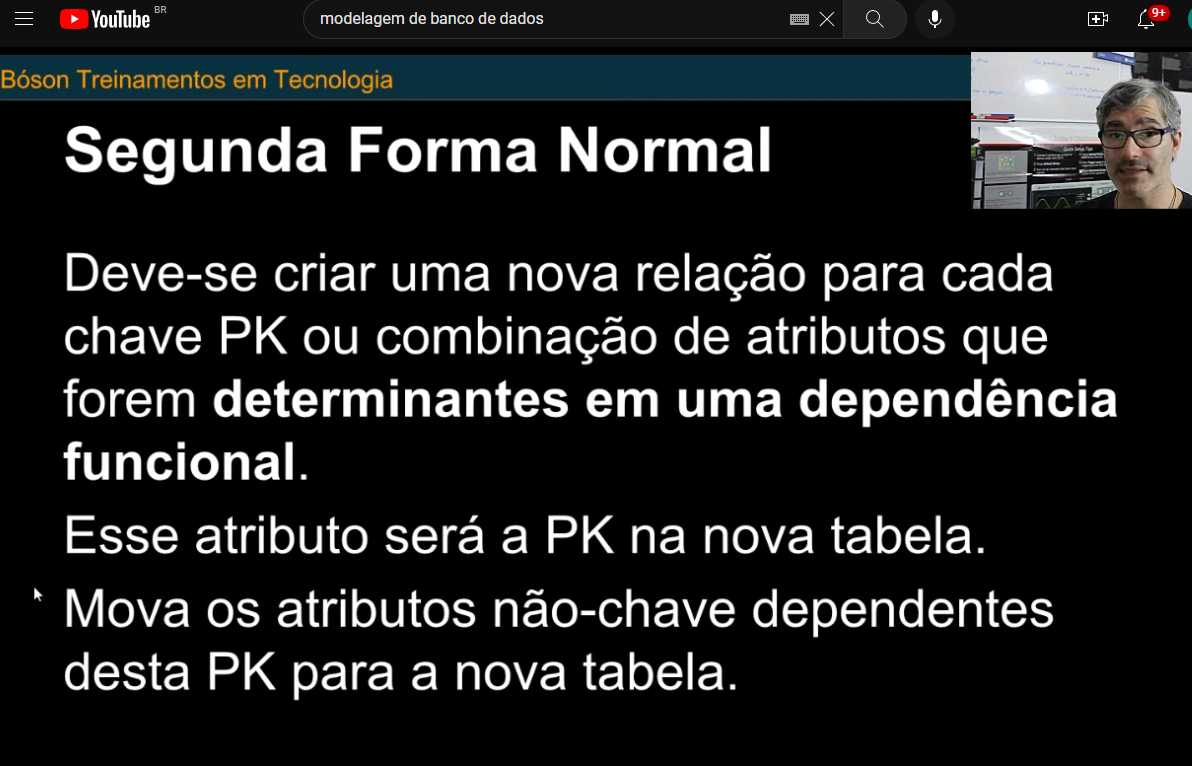 YouTube BR
modelagem de banco de dados
9+
Bóson Treinamentos em Tecnologia
Segunda Forma Normal
Deve-se criar uma nova relação para cada
chave PK ou combinação de atributos que
forem determinantes em uma dependência
funcional.
Esse atributo será a PK na nova tabela.
Mova os atributos não-chave dependentes
desta PK para a nova tabela.